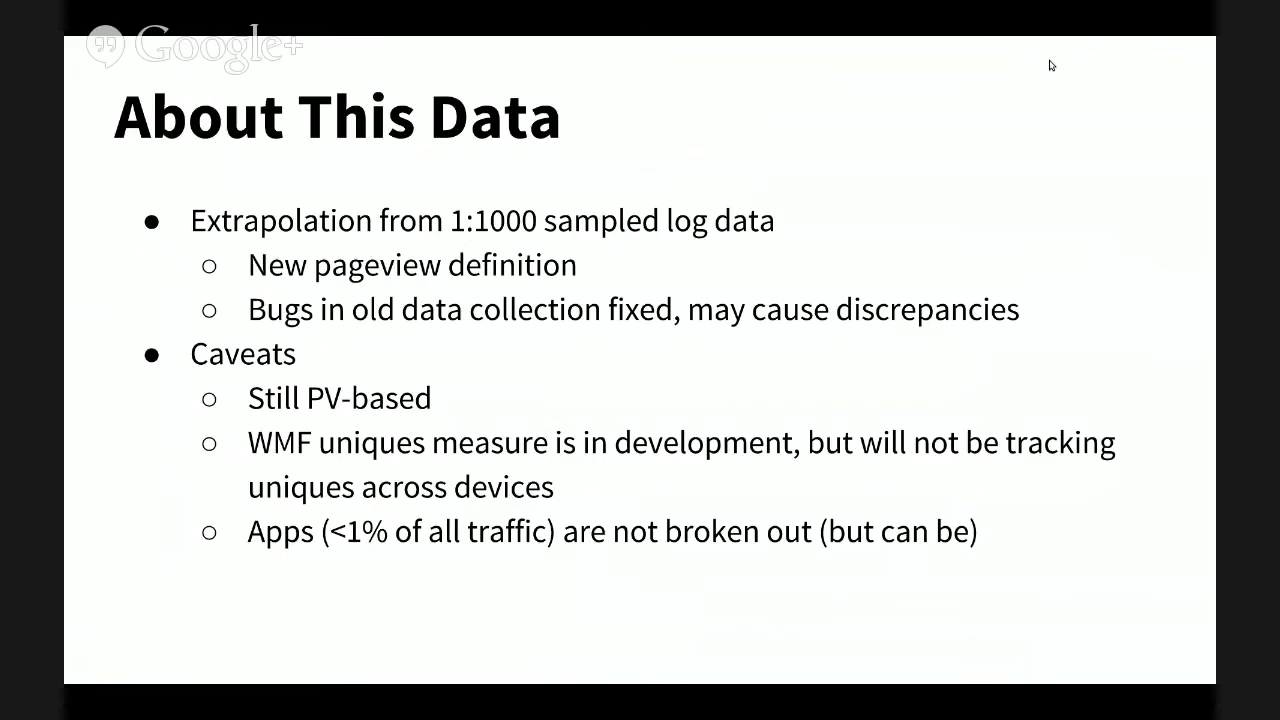 Google+
About This Data
● Extrapolation from 1:1000 sampled log data
○ New pageview definition
○ Bugs in old data collection fixed, may cause discrepancies
● Caveats
○ Still PV-based
○ WMF uniques measure is in development, but will not be tracking
uniques across devices
○ Apps (<1% of all traffic) are not broken out (but can be)